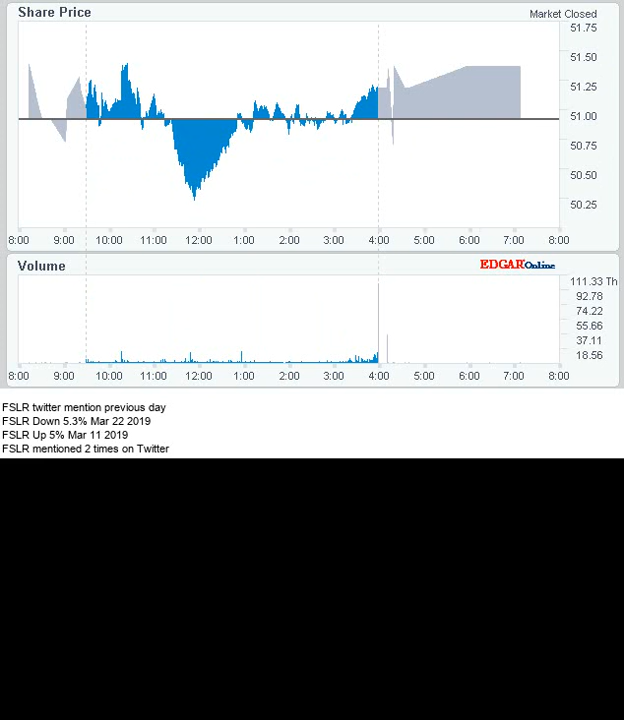 Share Price
Market Closed
51.75
51.50
51.25
51.00
50.75
50.50
50.25
8:00 9:00 10:00 11:00 12:00 1:00 2:00 3:00 4:00 5:00 6:00 7:00 8:00
Volume
EDGAROnline
111.33 Th
92.78
74.22
55.66
37.11
18.56
8:00 9:00 10:00 11:00 12:00 1:00 2:00 3:00 4:00 5:00 6:00 7:00 8:00
FSLR twitter mention previous day
FSLR Down 5.3% Mar 22 2019
FSLR Up 5% Mar 11 2019
FSLR mentioned 2 times on Twitter